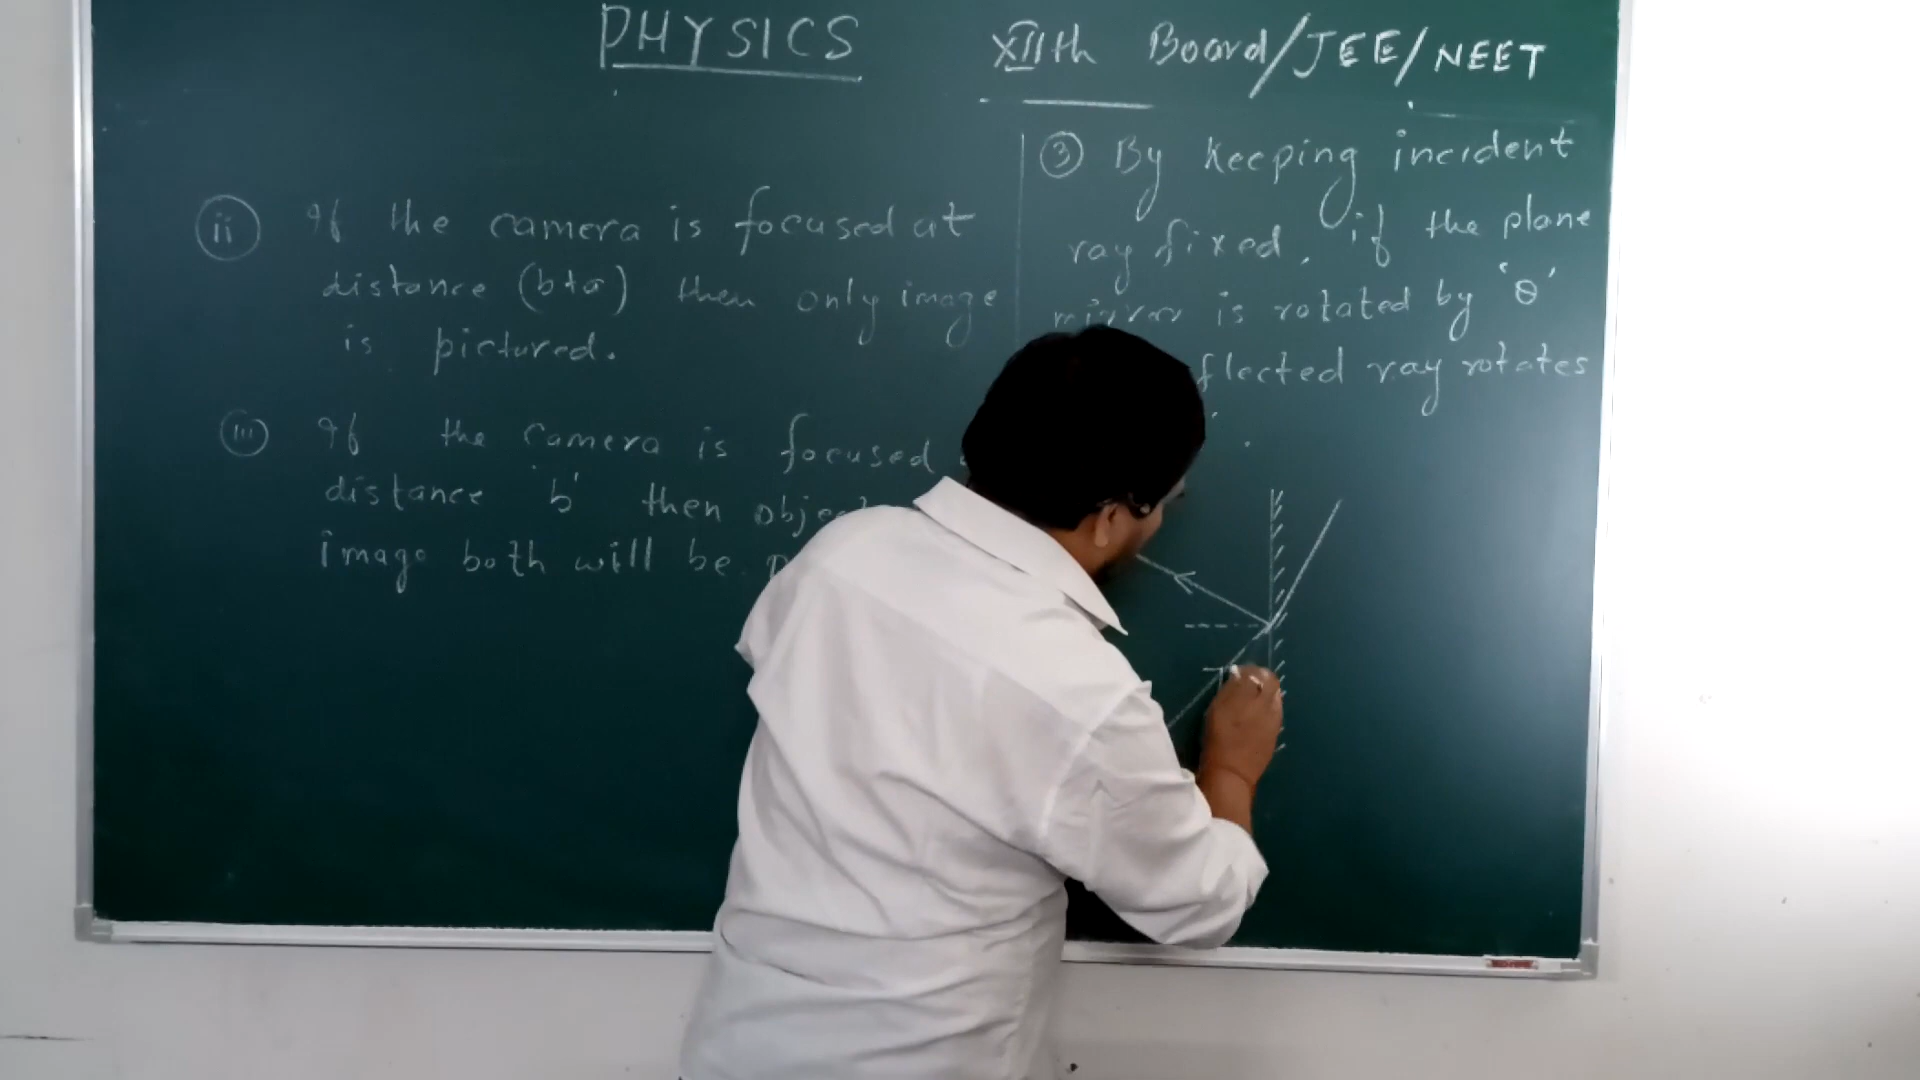 PHYSICS
XIIth Board/JEE/NEET
(ii) If the camera is focused at
distance (b+a) then only image
is pictured.
(iii) If the camera is focused
distance 'b' then
image both will be
(3) By keeping incident
ray fixed, if the plane
mirror is rotated by 'θ'
flected ray rotates